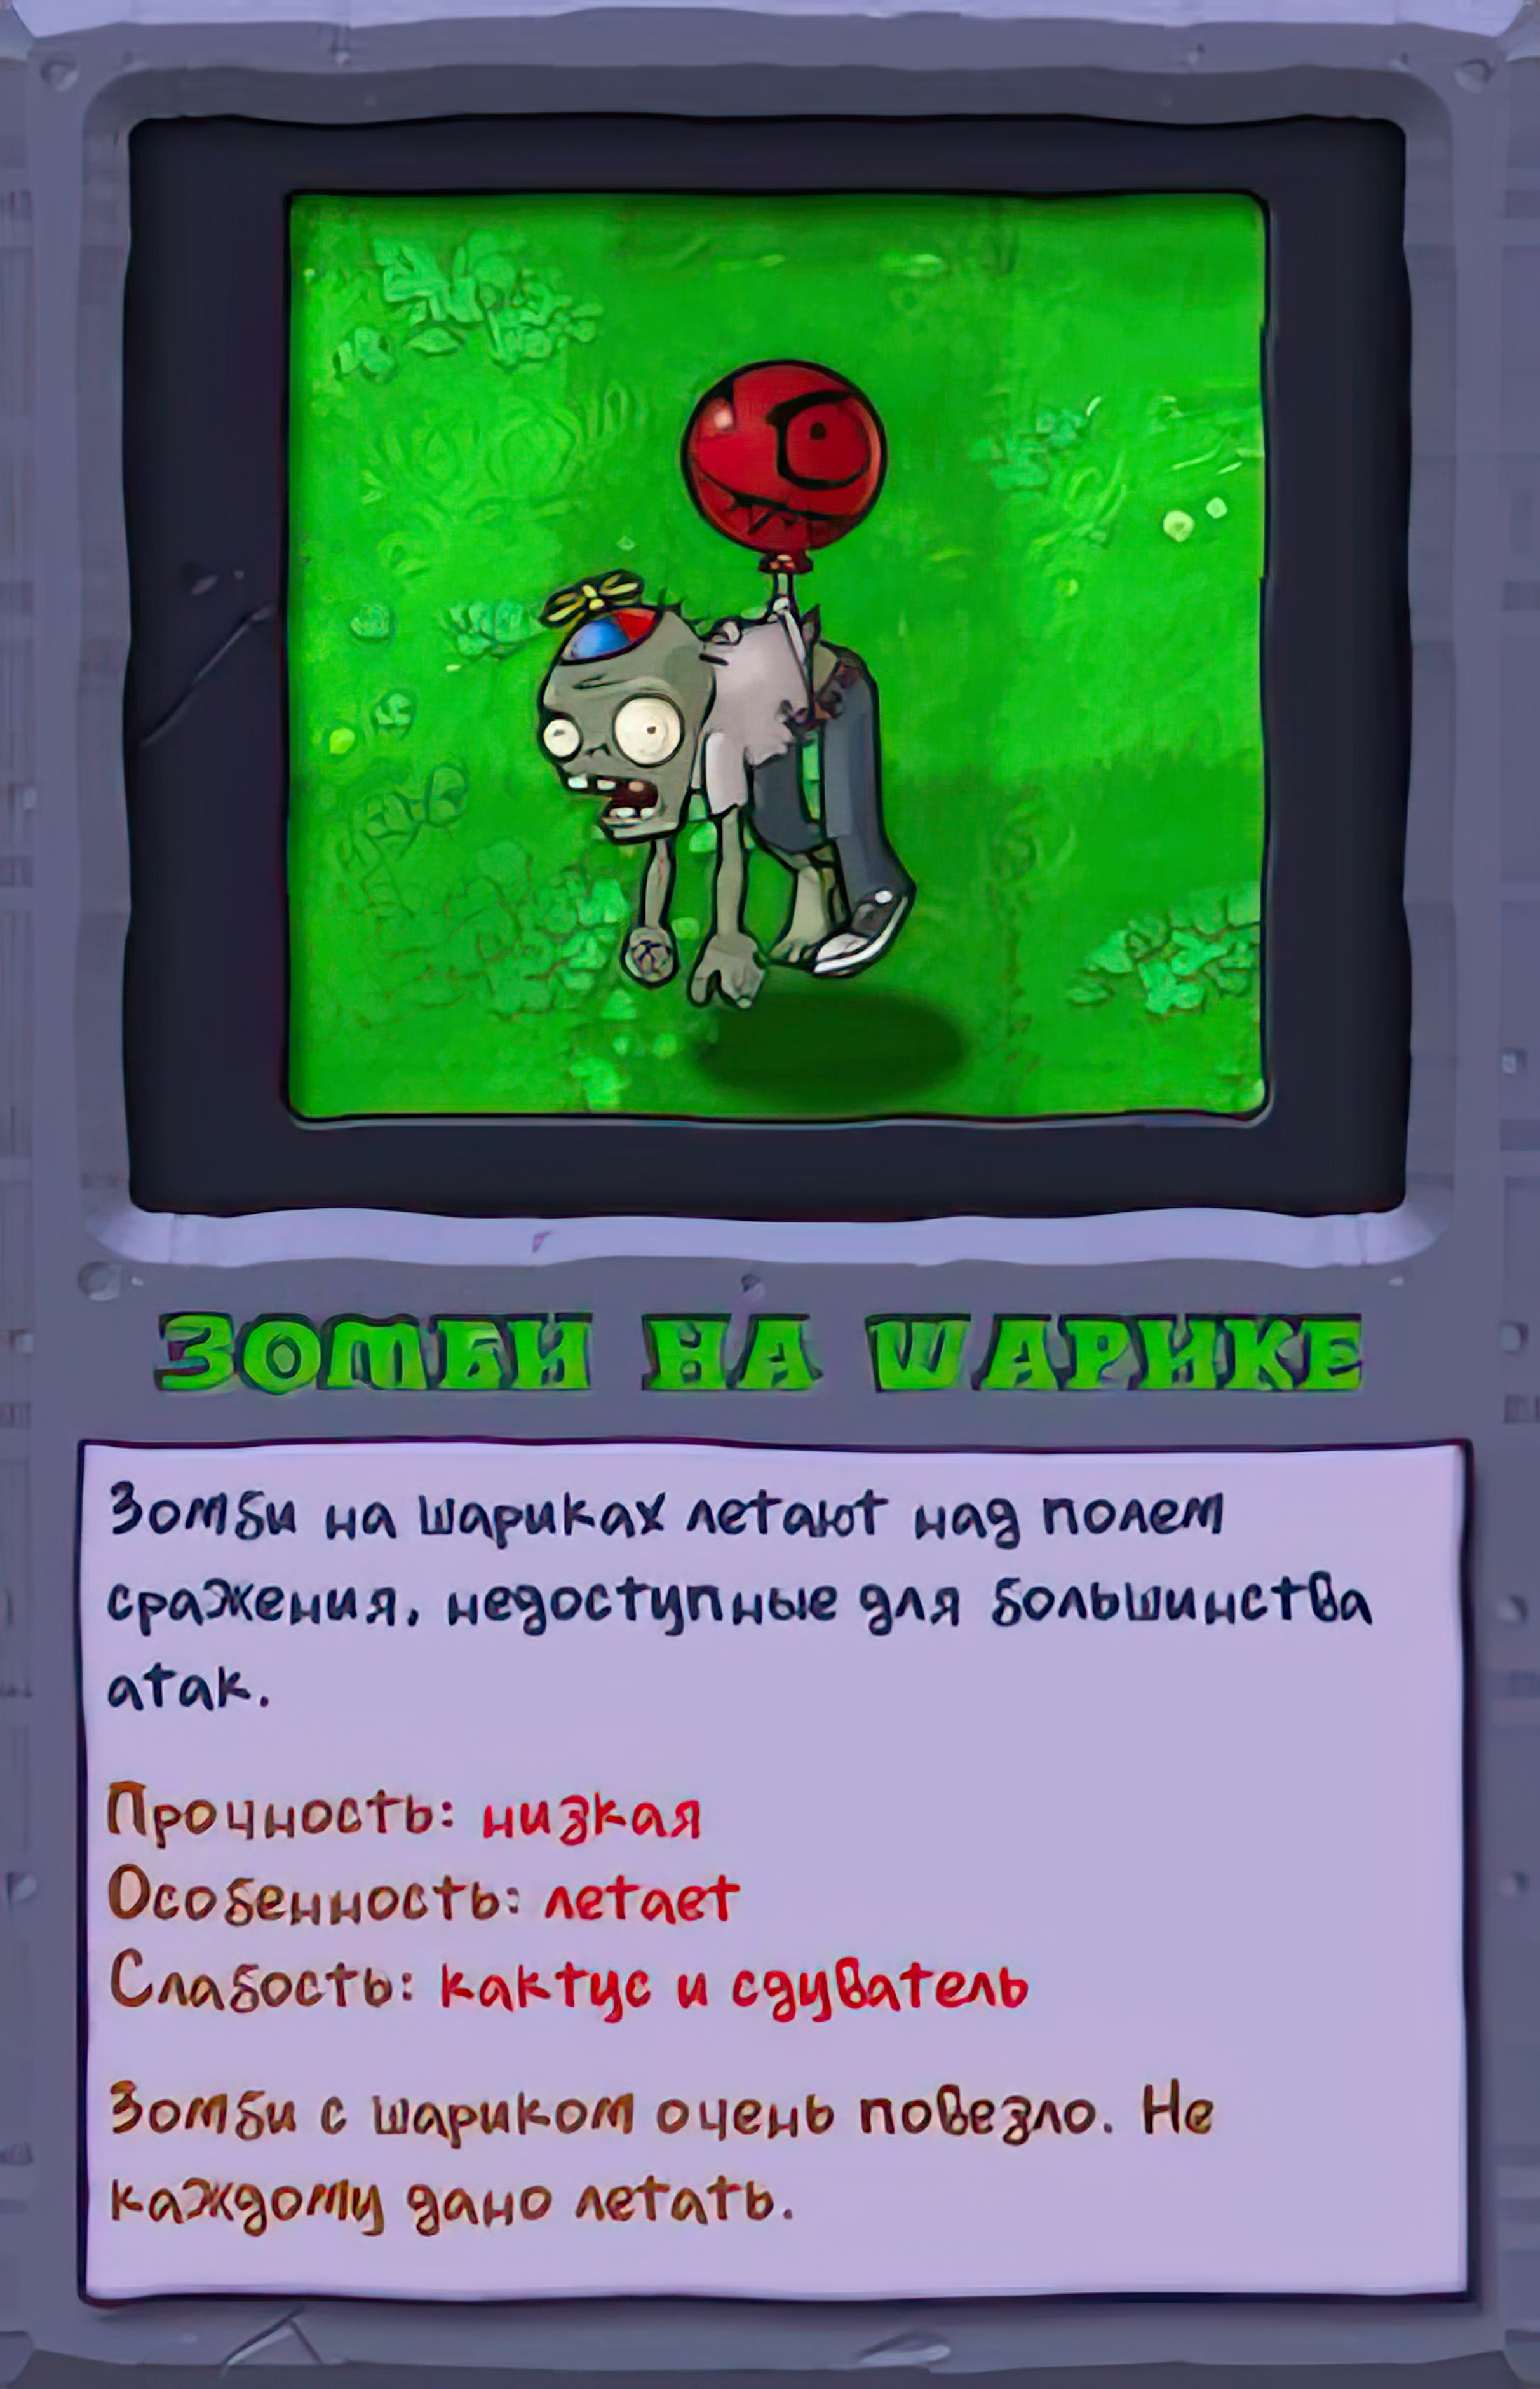 ЗОМБИ НА ШАРИКЕ
Зомби на шариках летают над полем
сражения, недоступные для большинства
атак.
Прочность: низкая
Особенность: летает
Слабость: кактус и сдуватель
Зомби с шариком очень повезло. Не
каждому дано летать.